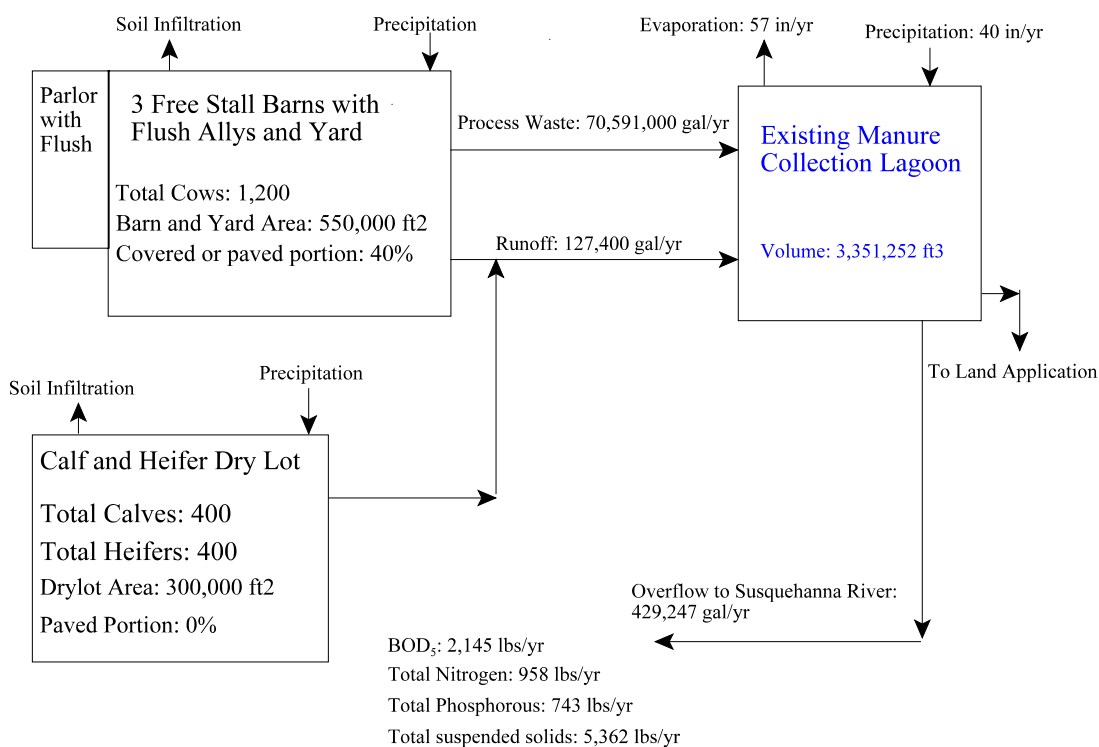 Soil Infiltration
Precipitation
Evaporation: 57 in/yr
Precipitation: 40 in/yr
Parlor
with
Flush
3 Free Stall Barns with
Flush Allys and Yard
Total Cows: 1,200
Barn and Yard Area: 550,000 ft2
Covered or paved portion: 40%
Process Waste: 70,591,000 gal/yr
Runoff: 127,400 gal/yr
Existing Manure
Collection Lagoon
Volume: 3,351,252 ft3
To Land Application
Soil Infiltration
Precipitation
Calf and Heifer Dry Lot
Total Calves: 400
Total Heifers: 400
Drylot Area: 300,000 ft2
Paved Portion: 0%
Overflow to Susquehanna River:
429,247 gal/yr
BOD₅: 2,145 lbs/yr
Total Nitrogen: 958 lbs/yr
Total Phosphorous: 743 lbs/yr
Total suspended solids: 5,362 lbs/yr